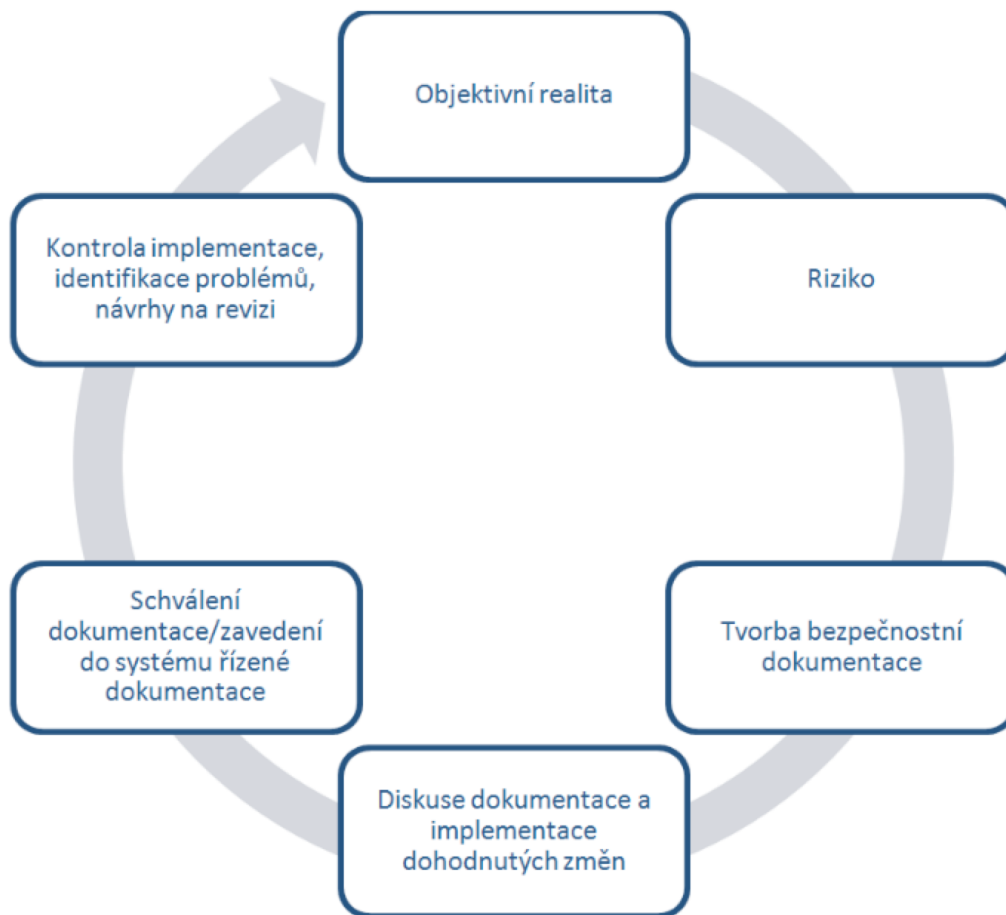 Objektivní realita
Riziko
Tvorba bezpečnostní
dokumentace
Diskuse dokumentace a
implementace
dohodnutých změn
Schválení
dokumentace/zavedení
do systému řízené
dokumentace
Kontrola implementace,
identifikace problémů,
návrhy na revizi